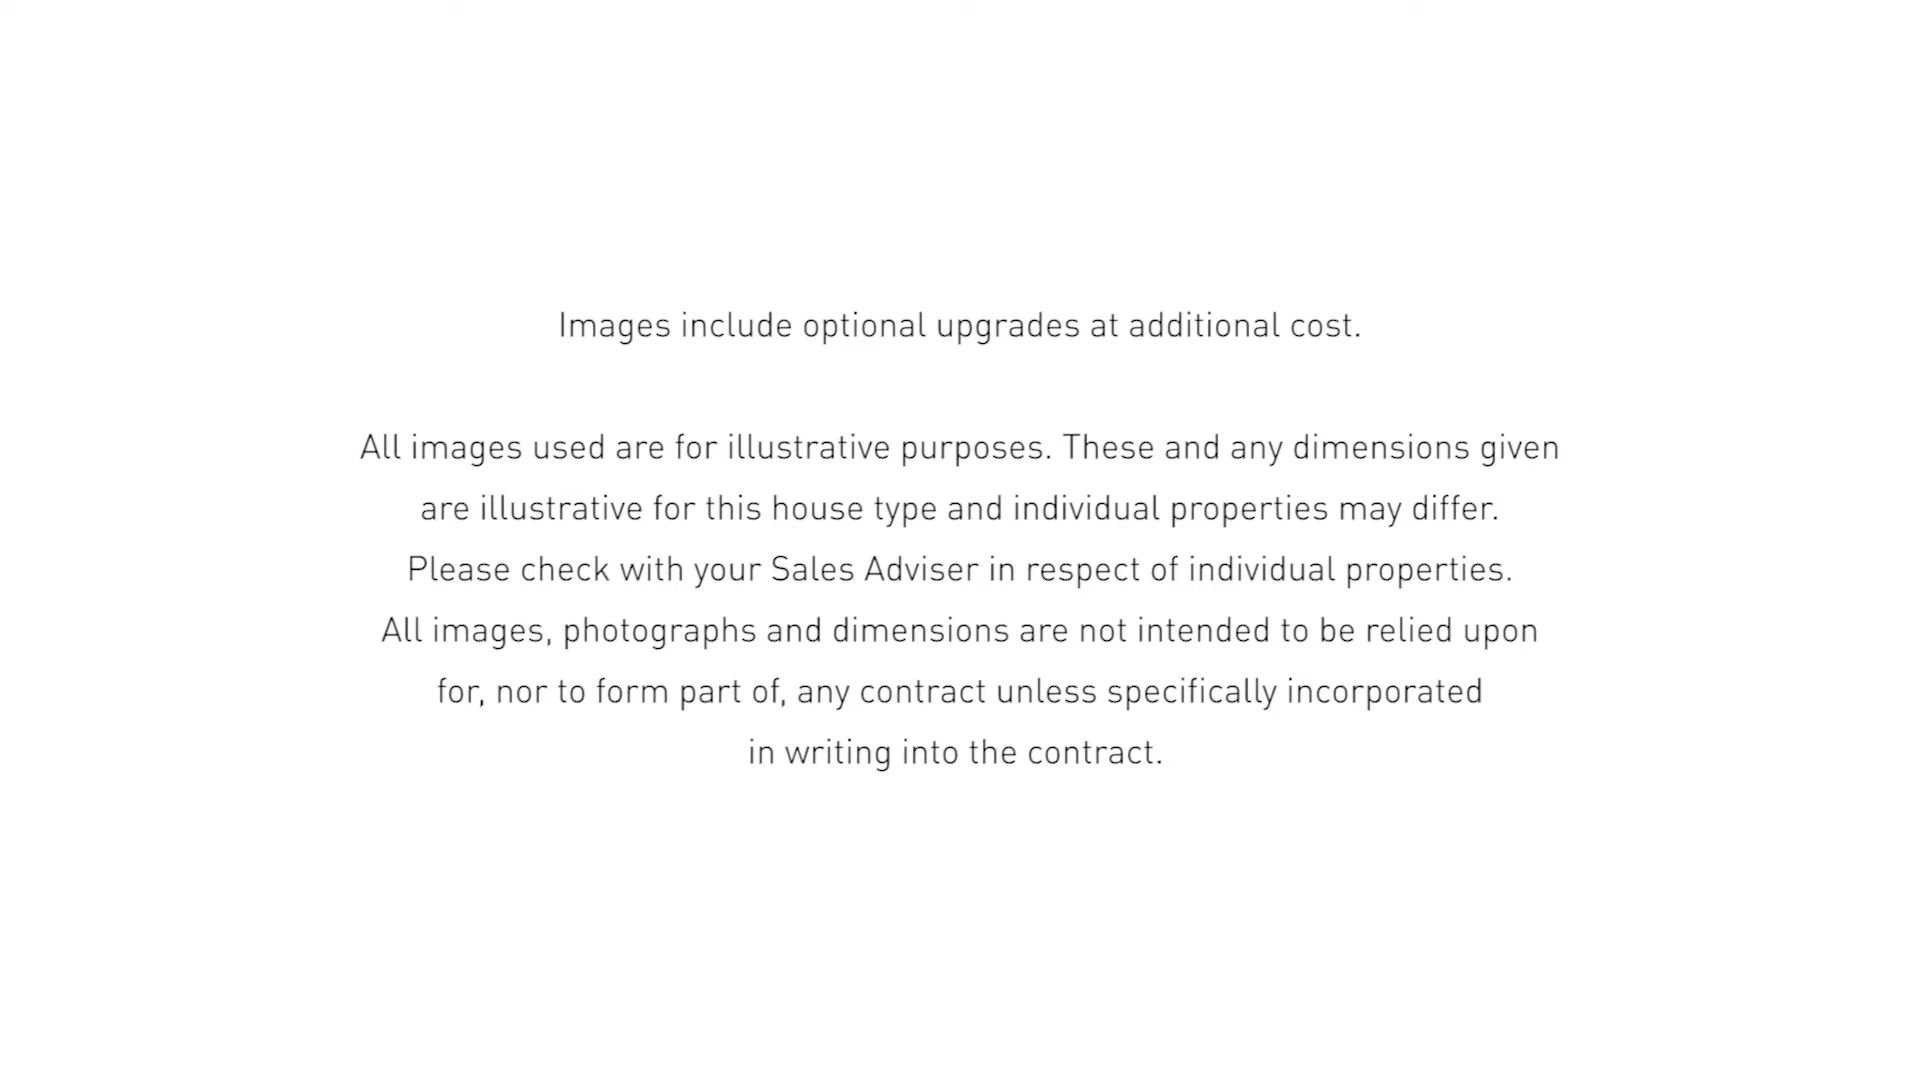 Images include optional upgrades at additional cost.
All images used are for illustrative purposes. These and any dimensions given
are illustrative for this house type and individual properties may differ.
Please check with your Sales Adviser in respect of individual properties.
All images, photographs and dimensions are not intended to be relied upon
for, nor to form part of, any contract unless specifically incorporated
in writing into the contract.